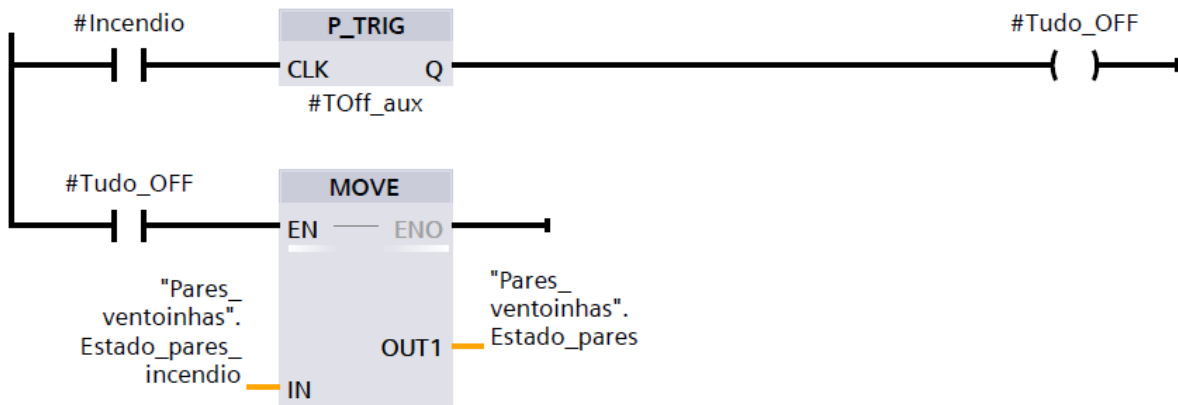 #Incendio
P_TRIG
#Tudo_OFF
CLK
Q
#TOff_aux
#Tudo_OFF
MOVE
EN
ENO
"Pares_
ventoinhas".
Estado_pares_
incendio
IN
OUT1
"Pares_
ventoinhas".
Estado_pares